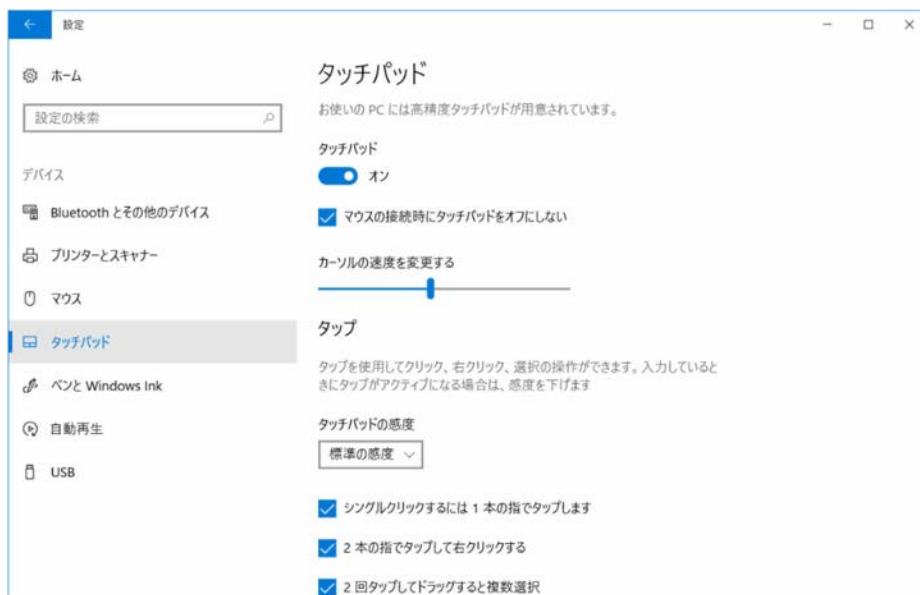 設定
ホーム
設定の検索
デバイス
Bluetooth とその他のデバイス
プリンターとスキャナー
マウス
タッチパッド
ペンと Windows Ink
自動再生
USB
タッチパッド
お使いの PC には高精度タッチパッドが用意されています。
タッチパッド
オン
マウスの接続時にタッチパッドをオフにしない
カーソルの速度を変更する
タップ
タップを使用してクリック、右クリック、選択の操作ができます。入力していると
きにタップがアクティブになる場合は、感度を下げます
タッチパッドの感度
標準の感度
シングルクリックするには 1 本の指でタップします
2 本の指でタップして右クリックする
2 回タップしてドラッグすると複数選択